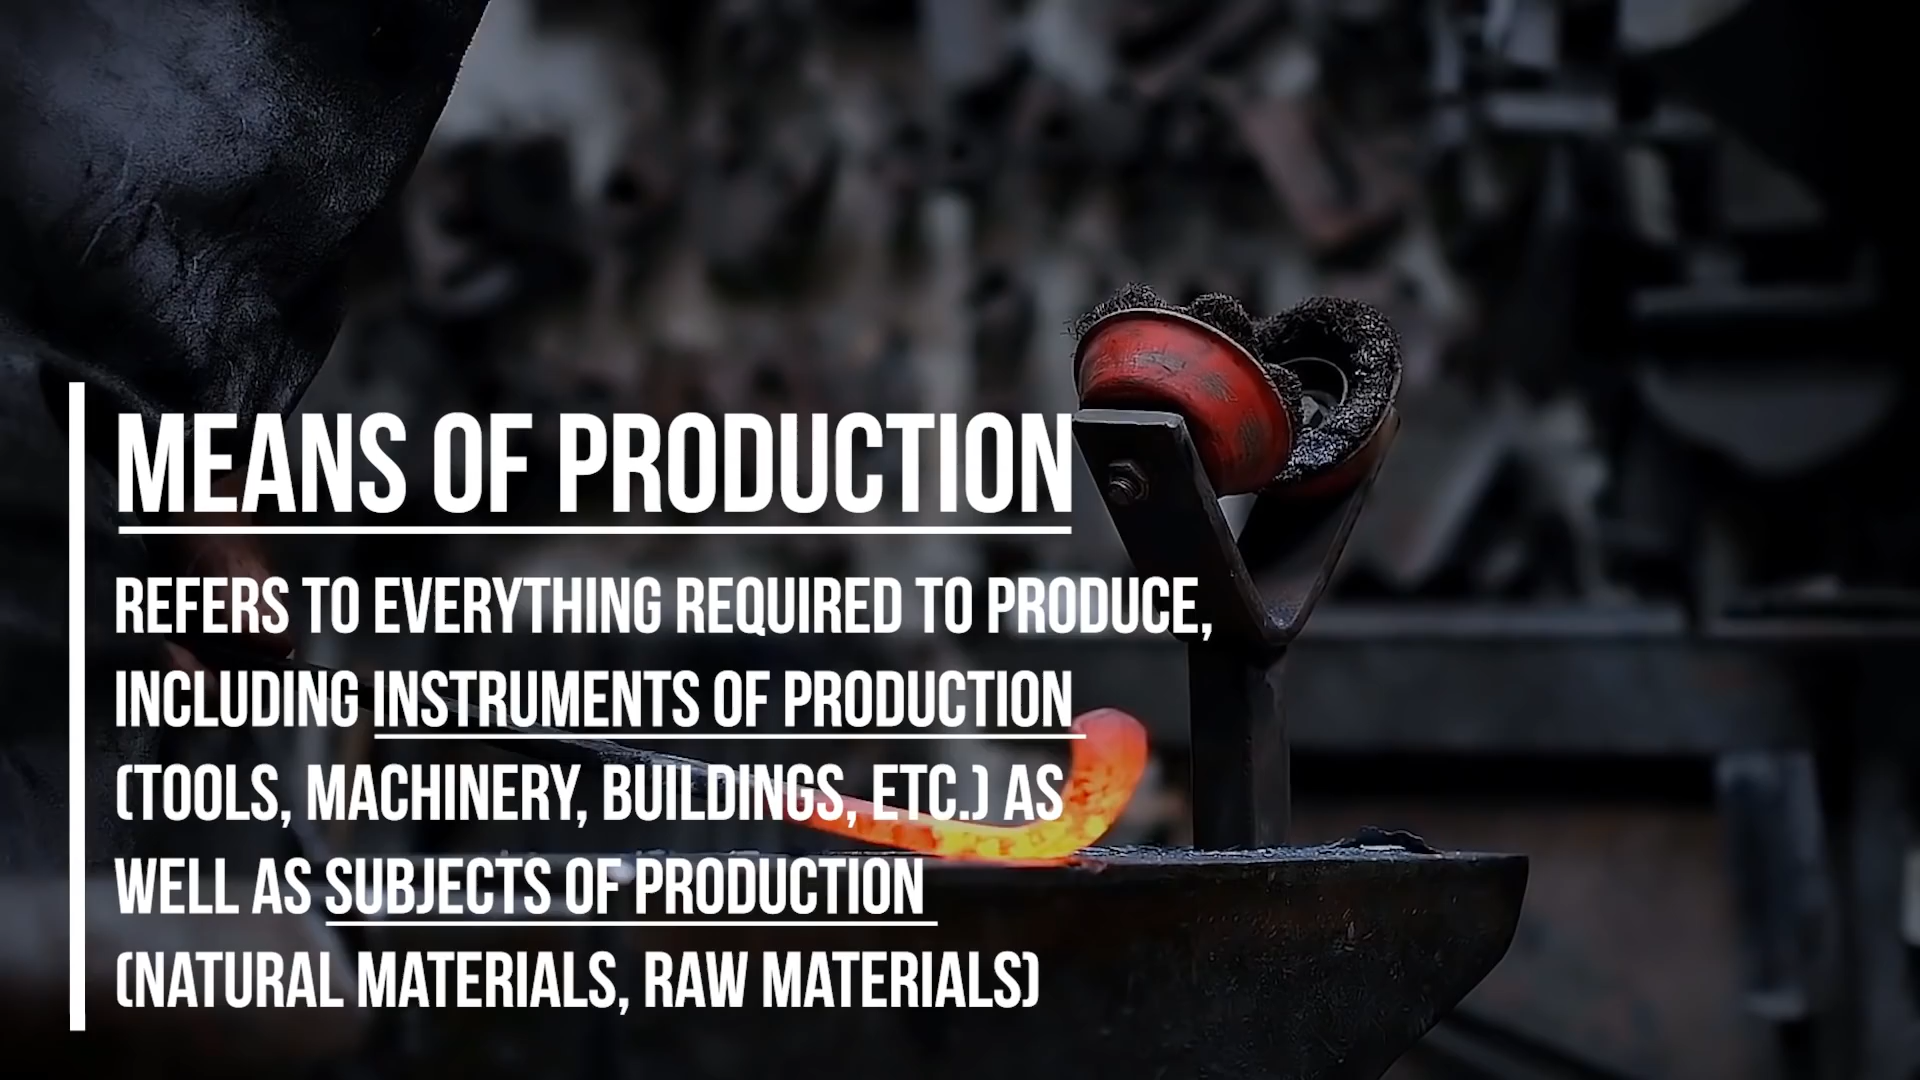 MEANS OF PRODUCTION
REFERS TO EVERYTHING REQUIRED TO PRODUCE,
INCLUDING INSTRUMENTS OF PRODUCTION
(TOOLS, MACHINERY, BUILDINGS, ETC.) AS
WELL AS SUBJECTS OF PRODUCTION
(NATURAL MATERIALS, RAW MATERIALS)